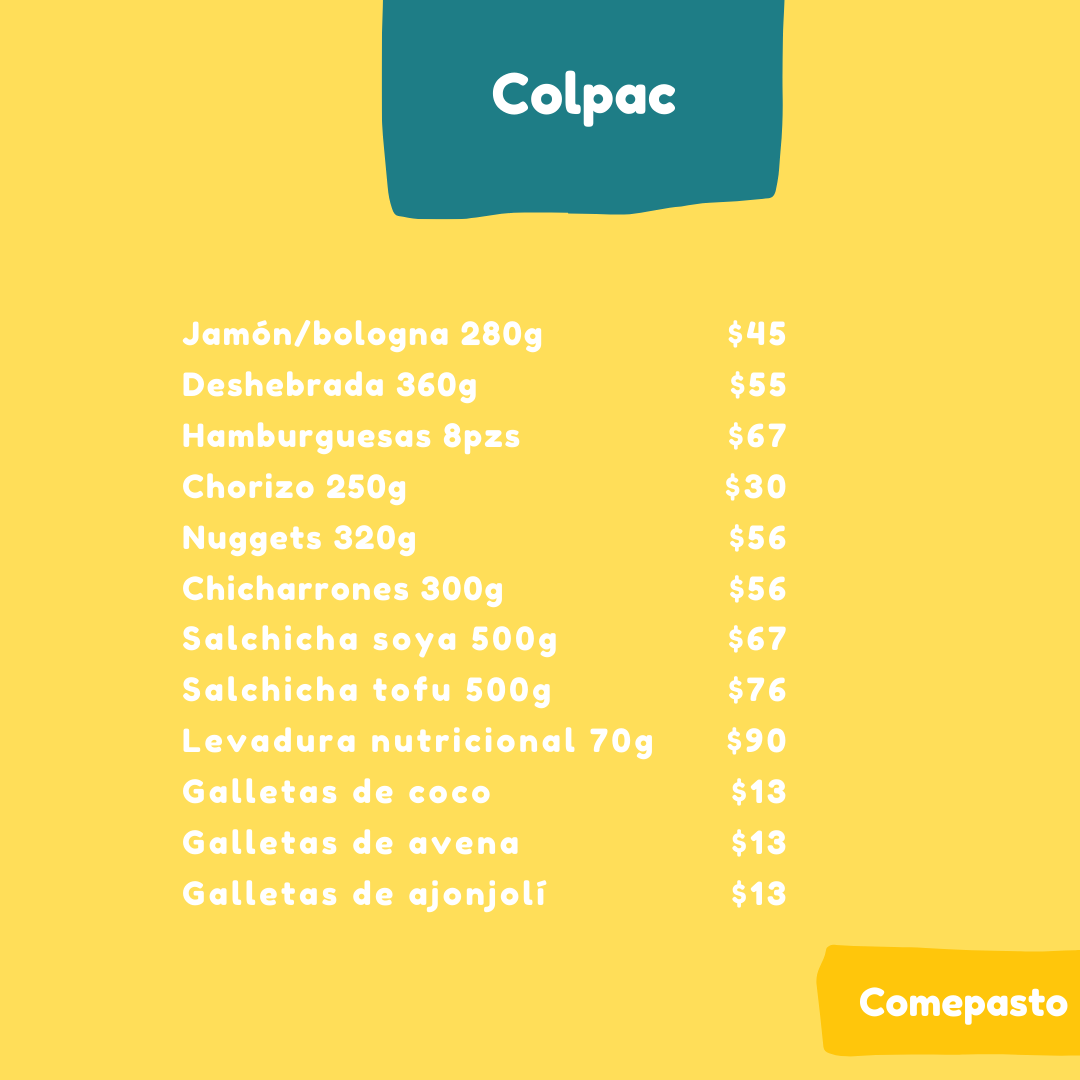 Colpac
Jamón/bologna 280g $45
Deshebrada 360g $55
Hamburguesas 8pzs $67
Chorizo 250g $30
Nuggets 320g $56
Chicharrones 300g $56
Salchicha soya 500g $67
Salchicha tofu 500g $76
Levadura nutricional 70g $90
Galletas de coco $13
Galletas de avena $13
Galletas de ajonjolí $13
Comepasto